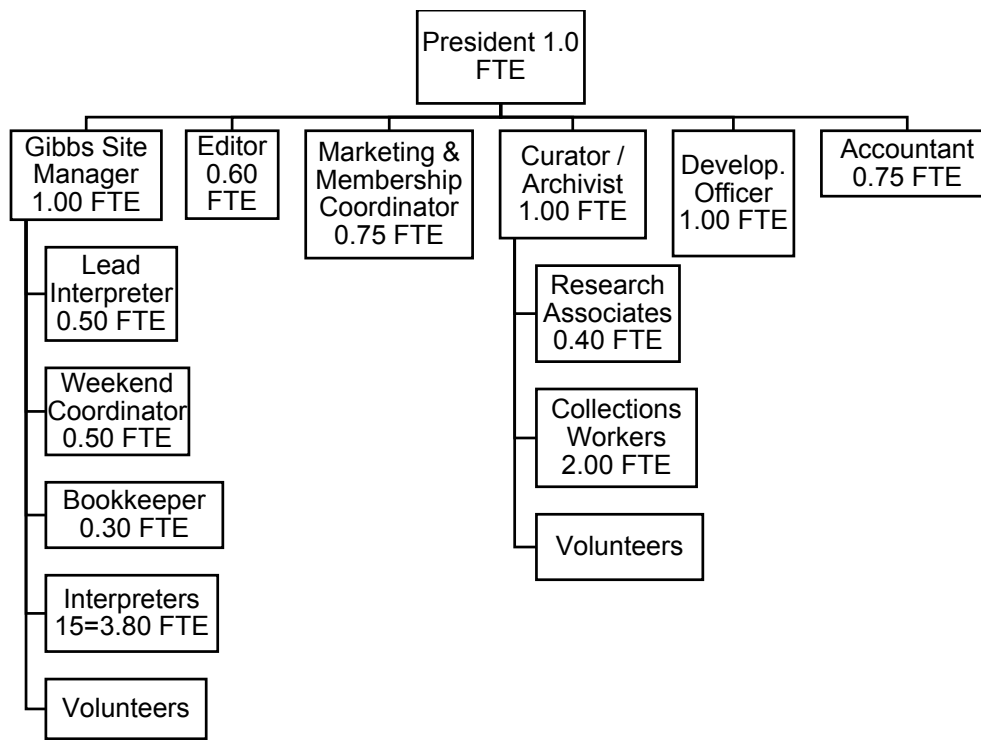 President 1.0
FTE
Gibbs Site
Manager
1.00 FTE
Editor
0.60
FTE
Marketing &
Membership
Coordinator
0.75 FTE
Curator /
Archivist
1.00 FTE
Develop.
Officer
1.00 FTE
Accountant
0.75 FTE
Lead
Interpreter
0.50 FTE
Weekend
Coordinator
0.50 FTE
Bookkeeper
0.30 FTE
Interpreters
15=3.80 FTE
Volunteers
Research
Associates
0.40 FTE
Collections
Workers
2.00 FTE
Volunteers